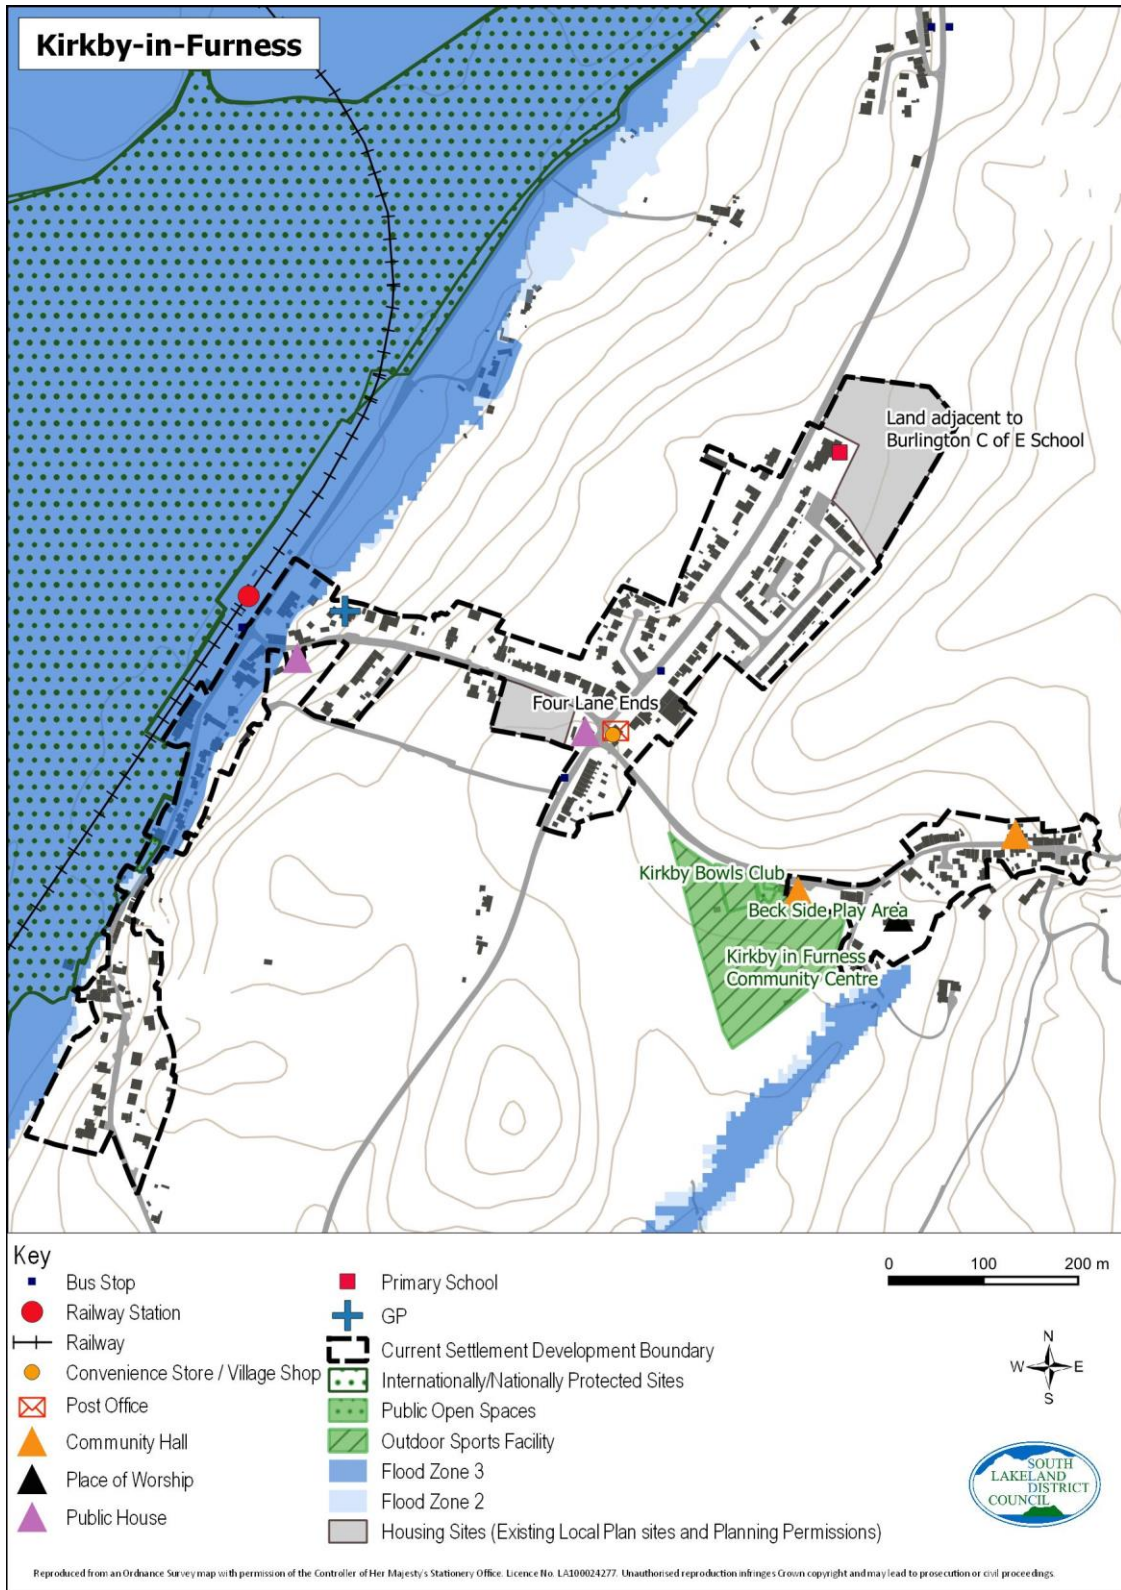 Kirkby-in-Furness
Land adjacent to
Burlington C of E School
Four Lane Ends
Kirkby Bowls Club
Beck Side Play Area
Kirkby in Furness
Community Centre
Key
Bus Stop
Railway Station
Railway
Convenience Store / Village Shop
Post Office
Community Hall
Place of Worship
Public House
Primary School
GP
Current Settlement Development Boundary
Internationally/Nationally Protected Sites
Public Open Spaces
Outdoor Sports Facility
Flood Zone 3
Flood Zone 2
Housing Sites (Existing Local Plan sites and Planning Permissions)
0 100 200 m
N
W E
S
SOUTH
LAKELAND
DISTRICT
COUNCIL
Reproduced from an Ordnance Survey map with permission of the Controller of Her Majesty's Stationery Office. Licence No. LA100024277. Unauthorised reproduction infringes Crown copyright and may lead to prosecution or civil proceedings.